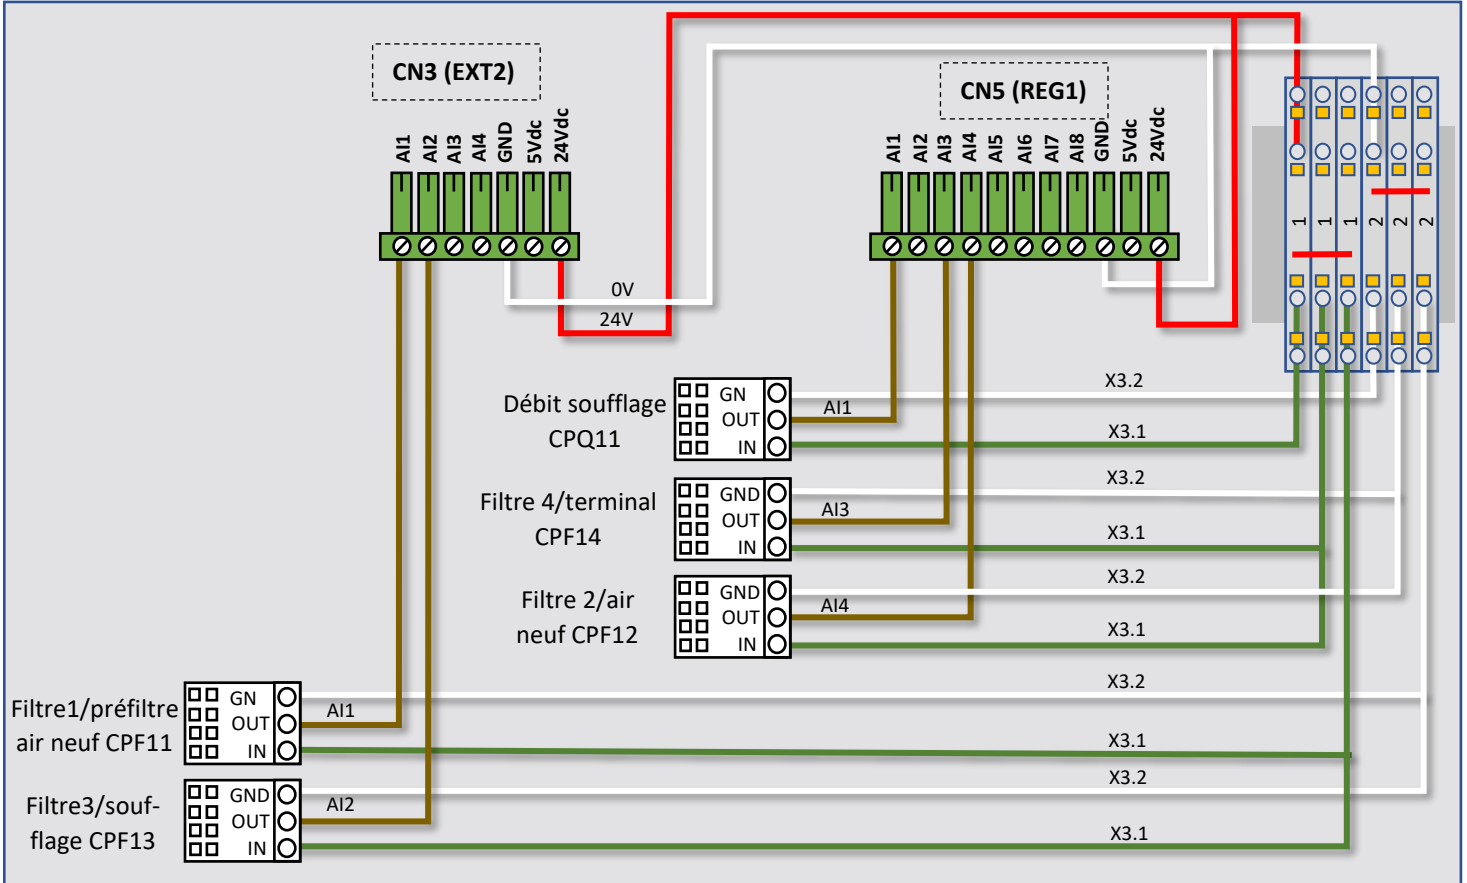 CN3 (EXT2)
CN5 (REG1)
AI1
AI2
AI3
AI4
GND
5Vdc
24Vdc
AI1
AI2
AI3
AI4
AI5
AI6
AI7
AI8
GND
5Vdc
24Vdc
1
1
1
2
2
2
0V
24V
Débit soufflage
CPQ11
GN
OUT
IN
AI1
X3.2
X3.1
Filtre 4/terminal
CPF14
GND
OUT
IN
AI3
X3.2
X3.1
Filtre 2/air
neuf CPF12
GND
OUT
IN
AI4
X3.2
X3.1
Filtre1/préfiltre
air neuf CPF11
GN
OUT
IN
AI1
X3.2
X3.1
Filtre3/souf-
flage CPF13
GND
OUT
IN
AI2
X3.2
X3.1